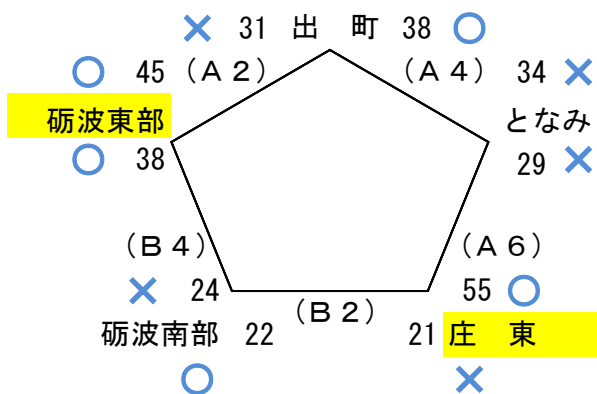 × 31 出 町 38 ○
○ 45 (A2) (A4) 34 ×
砺波東部 となみ
○ 38 29 ×
(B4) (A6)
× 24 55 ○
(B2)
砺波南部 22 21 庄 東
○ ×